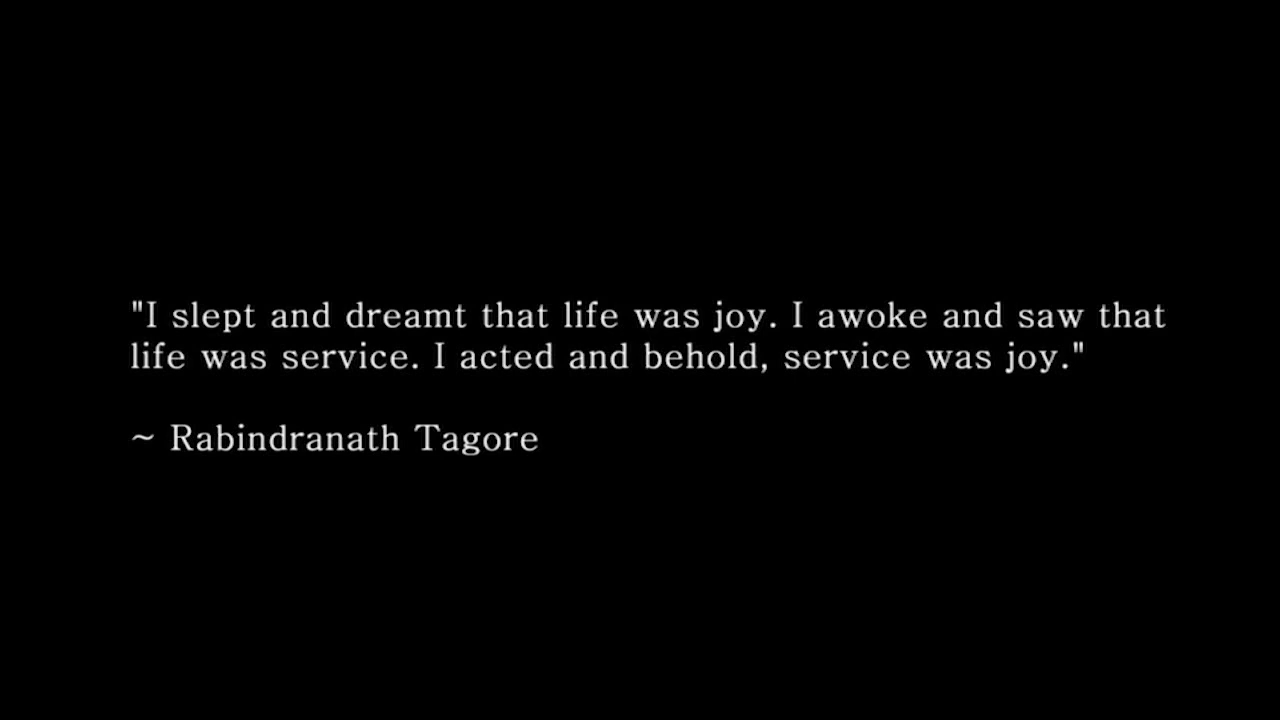 "I slept and dreamt that life was joy. I awoke and saw that
life was service. I acted and behold, service was joy."
~ Rabindranath Tagore